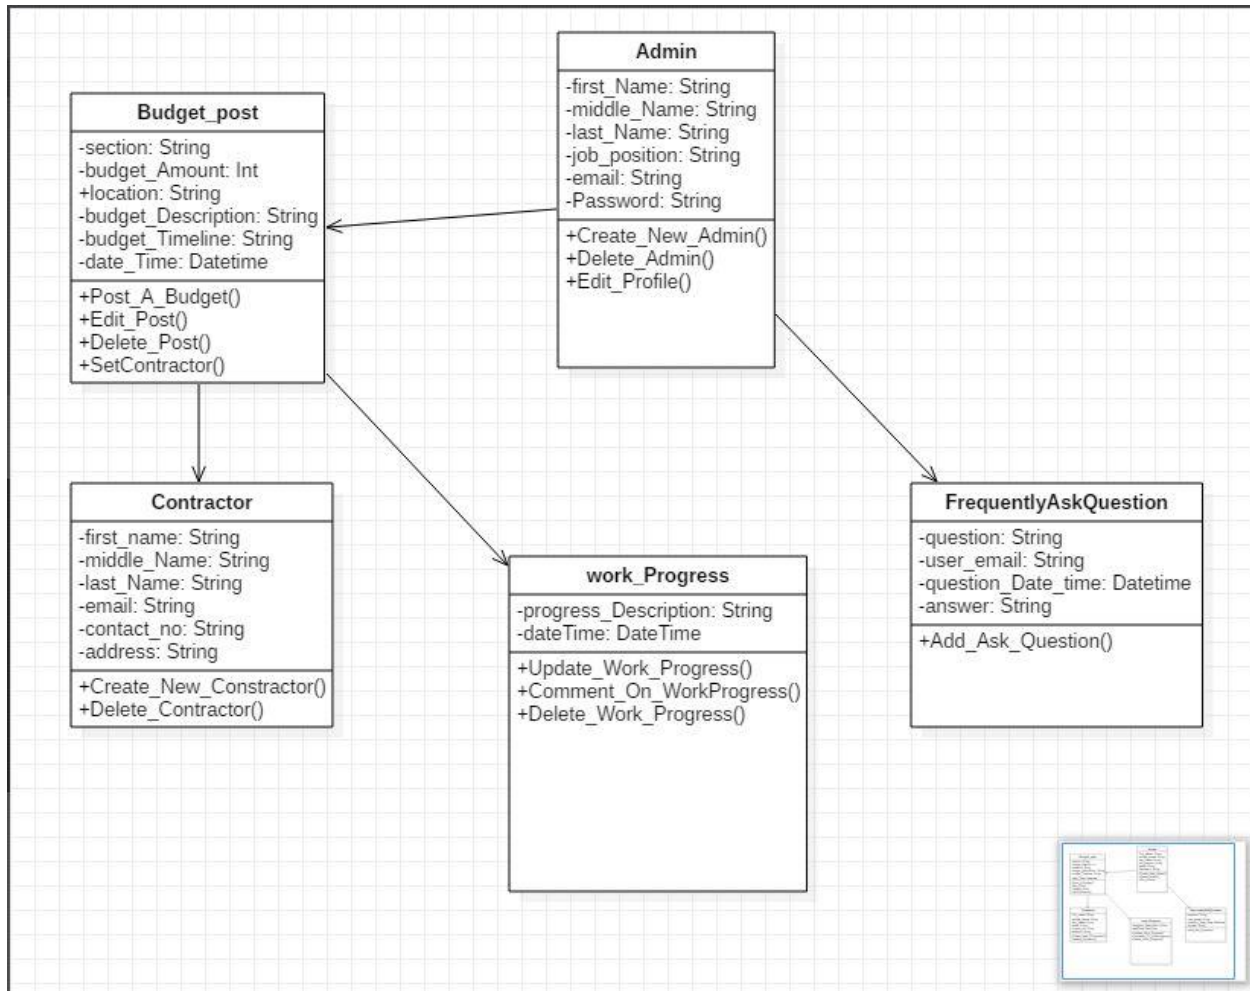 Admin
-first_Name: String
-middle_Name: String
-last_Name: String
-job_position: String
-email: String
-Password: String
+Create_New_Admin()
+Delete_Admin()
+Edit_Profile()
Budget_post
-section: String
-budget_Amount: Int
+location: String
-budget_Description: String
-budget_Timeline: String
-date_Time: Datetime
+Post_A_Budget()
+Edit_Post()
+Delete_Post()
+SetContractor()
Contractor
-first_name: String
-middle_Name: String
-last_Name: String
-email: String
-contact_no: String
-address: String
+Create_New_Constractor()
+Delete_Contractor()
work_Progress
-progress_Description: String
-dateTime: DateTime
+Update_Work_Progress()
+Comment_On_WorkProgress()
+Delete_Work_Progress()
FrequentlyAskQuestion
-question: String
-user_email: String
-question_Date_time: Datetime
-answer: String
+Add_Ask_Question()